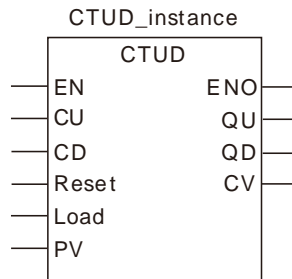 CTUD_instance
CTUD
EN ENO
CU QU
CD QD
Reset CV
Load
PV